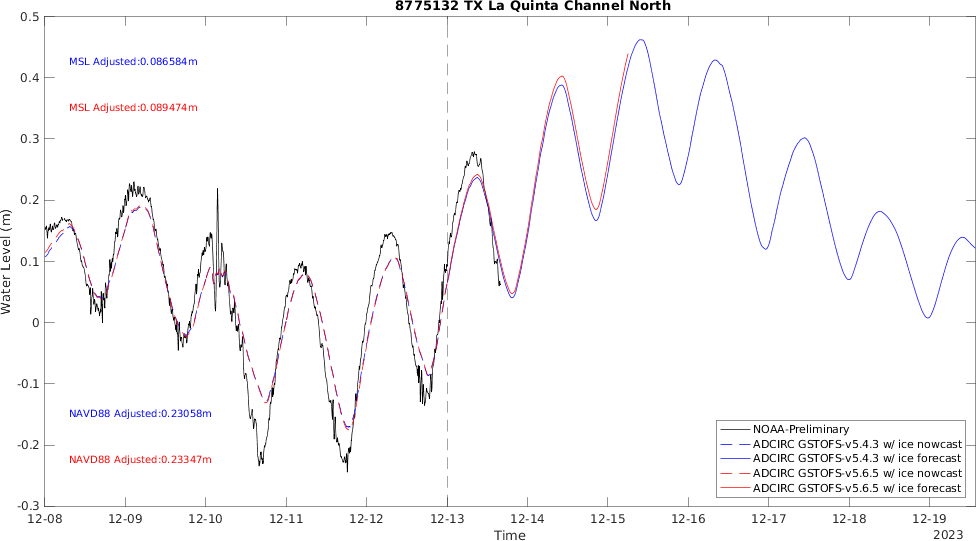 8775132 TX La Quinta Channel North
Water Level (m)
0.5
0.4
0.3
0.2
0.1
0
-0.1
-0.2
-0.3
MSL Adjusted:0.086584m
MSL Adjusted:0.089474m
NAVD88 Adjusted:0.23058m
NAVD88 Adjusted:0.23347m
NOAA-Preliminary
ADCIRC GSTOFS-v5.4.3 w/ ice nowcast
ADCIRC GSTOFS-v5.4.3 w/ ice forecast
ADCIRC GSTOFS-v5.6.5 w/ ice nowcast
ADCIRC GSTOFS-v5.6.5 w/ ice forecast
12-08 12-09 12-10 12-11 12-12 12-13 12-14 12-15 12-16 12-17 12-18 12-19
Time
2023